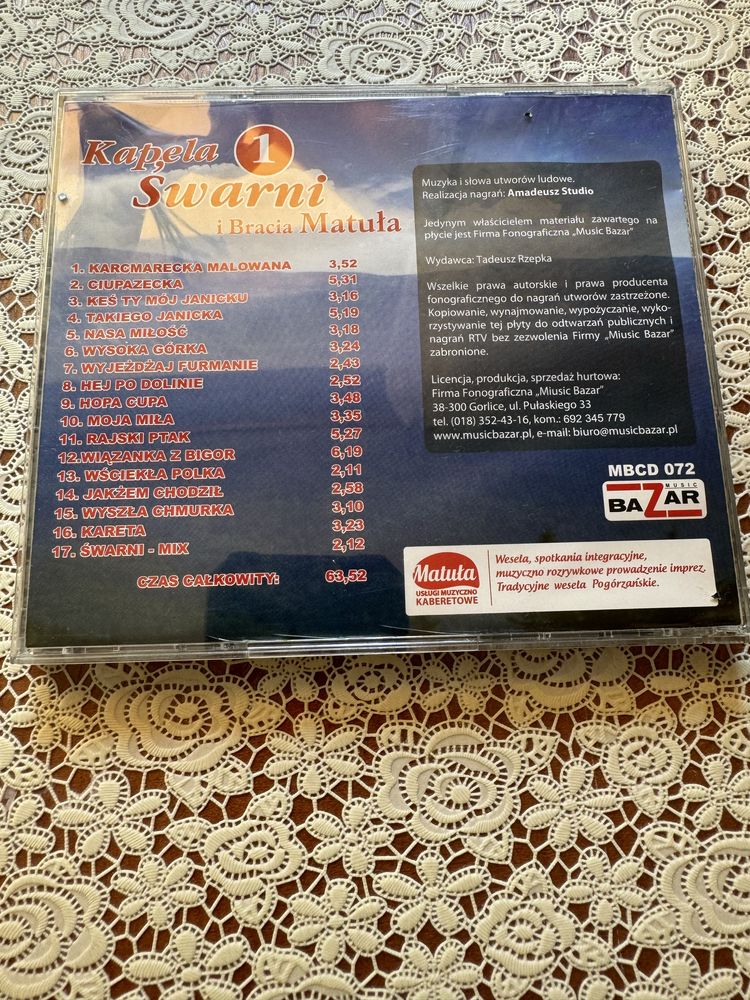 Kapela 1
Swarni
i Bracia Matuła
1. KARCMARECKA MALOWANA 3,52
2. CIUPAZECKA 5,31
3. KEŚ TY MÓJ JANICKU 3,16
4. TAKIEGO JANICKA 5,19
5. NASA MIŁOŚĆ 3,18
6. WYSOKA GÓRKA 3,24
7. WYJEŻDŻAJ FURMANIE 2,43
8. HEJ PO DOLINIE 2,52
9. HOPA CUPA 3,48
10. MOJA MIŁA 3,35
11. RAJSKI PTAK 5,27
12.WIĄZANKA Z BIGOR 6,19
13. WŚCIEKŁA POLKA 2,11
14. JAKŻEM CHODZIŁ 2,58
15. WYSZŁA CHMURKA 3,10
16. KARETA 3,23
17. ŚWARNI - MIX 2,12
CZAS CAŁKOWITY: 63,52
Muzyka i słowa utworów ludowe.
Realizacja nagrań: Amadeusz Studio
Jedynym właścicielem materiału zawartego na
płycie jest Firma Fonograficzna „Music Bazar"
Wydawca: Tadeusz Rzepka
Wszelkie prawa autorskie i prawa producenta
fonograficznego do nagrań utworów zastrzeżone.
Kopiowanie, wynajmowanie, wypożyczanie, wyko-
rzystywanie tej płyty do odtwarzań publicznych i
nagrań RTV bez zezwolenia Firmy „Miusic Bazar"
zabronione.
Licencja, produkcja, sprzedaż hurtowa:
Firma Fonograficzna „Miusic Bazar"
38-300 Gorlice, ul. Pułaskiego 33
tel. (018) 352-43-16, kom.: 692 345 779
www.musicbazar.pl, e-mail: biuro@musicbazar.pl
MBCD 072
MUSIC
BAZAR
Matuła
USŁUGI MUZYCZNO
KABERETOWE
Wesela, spotkania integracyjne,
muzyczno rozrywkowe prowadzenie imprez.
Tradycyjne wesela Pogórzańskie.